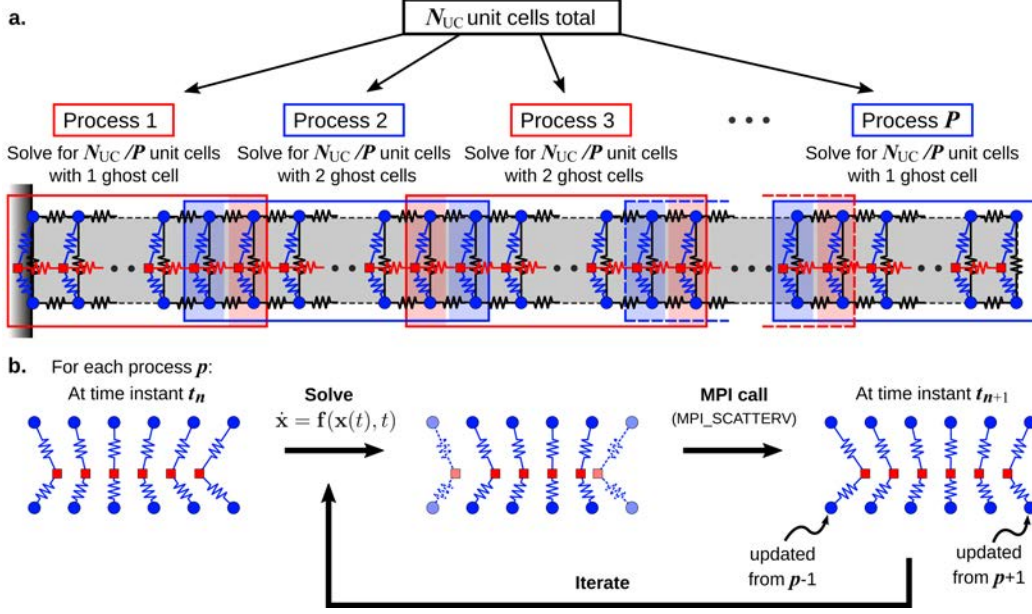 a.
N_UC unit cells total
Process 1
Process 2
Process 3
• • •
Process P
Solve for N_UC /P unit cells
with 1 ghost cell
Solve for N_UC /P unit cells
with 2 ghost cells
Solve for N_UC /P unit cells
with 2 ghost cells
Solve for N_UC /P unit cells
with 1 ghost cell
b.
For each process p:
At time instant t_n
Solve
ẋ = f(x(t), t)
MPI call
(MPI_SCATTERV)
At time instant t_{n+1}
updated
from p-1
updated
from p+1
Iterate